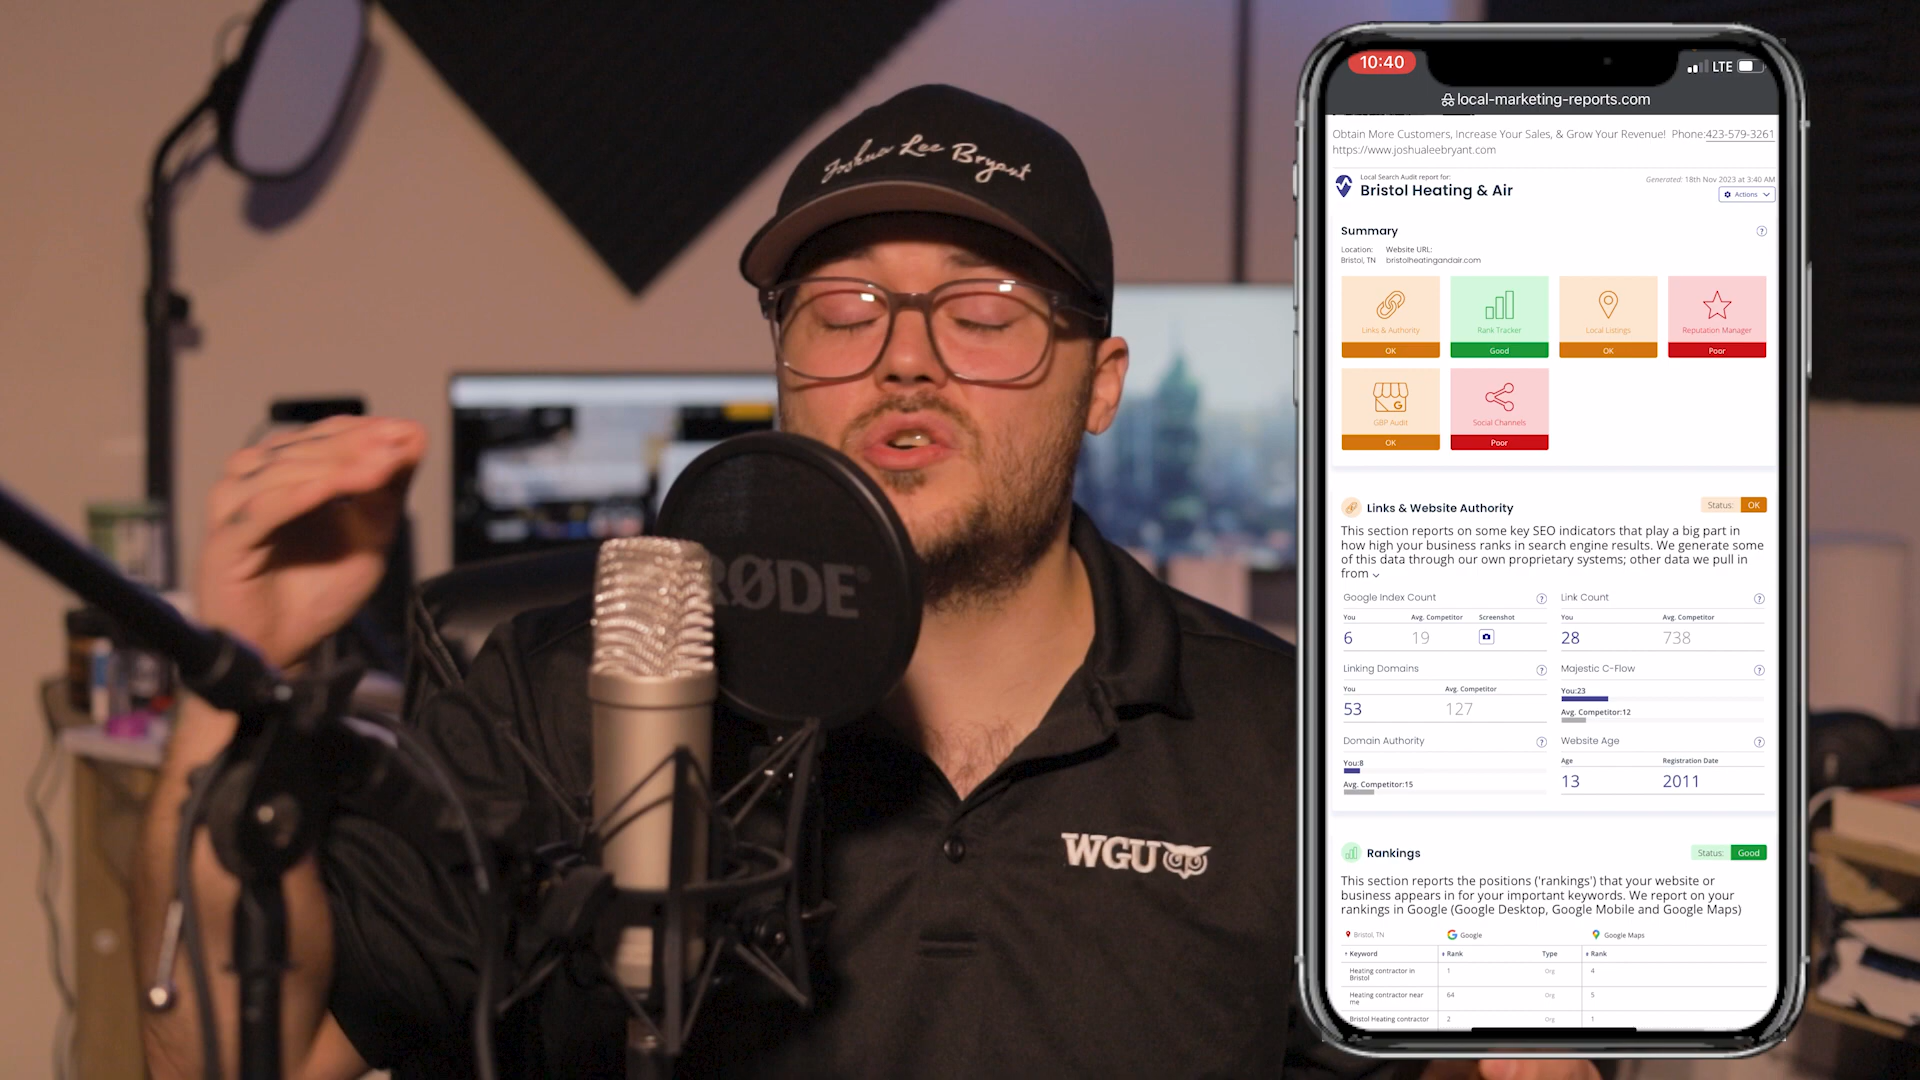 Joshua Lee Bryant
RØDE
WGU
10:40
LTE
local-marketing-reports.com
Obtain More Customers, Increase Your Sales, & Grow Your Revenue! Phone:423-579-3261
https://www.joshualeebryant.com
Local Search Audit report for:
Bristol Heating & Air
Generated: 18th Nov 2023 at 3:40 AM
Actions
Summary
Location: Website URL:
Bristol, TN bristolheatingandair.com
Links & Authority Rank Tracker Local Listings Reputation Manager
OK Good OK Poor
GBP Audit Social Channels
OK Poor
Links & Website Authority Status: OK
This section reports on some key SEO indicators that play a big part in
how high your business ranks in search engine results. We generate some
of this data through our own proprietary systems; other data we pull in
from
Google Index Count Link Count
You Avg. Competitor Screenshot You Avg. Competitor
6 19 28 738
Linking Domains Majestic C-Flow
You Avg. Competitor You:23
53 127 Avg. Competitor:12
Domain Authority Website Age
You:8 Age Registration Date
Avg. Competitor:15 13 2011
Rankings Status: Good
This section reports the positions ('rankings') that your website or
business appears in for your important keywords. We report on your
rankings in Google (Google Desktop, Google Mobile and Google Maps)
Bristol, TN Google Google Maps
Keyword Rank Type Rank
Heating contractor in
Bristol 1 Org 4
Heating contractor near
me 64 Org 5
Bristol Heating contractor 2 Org 1